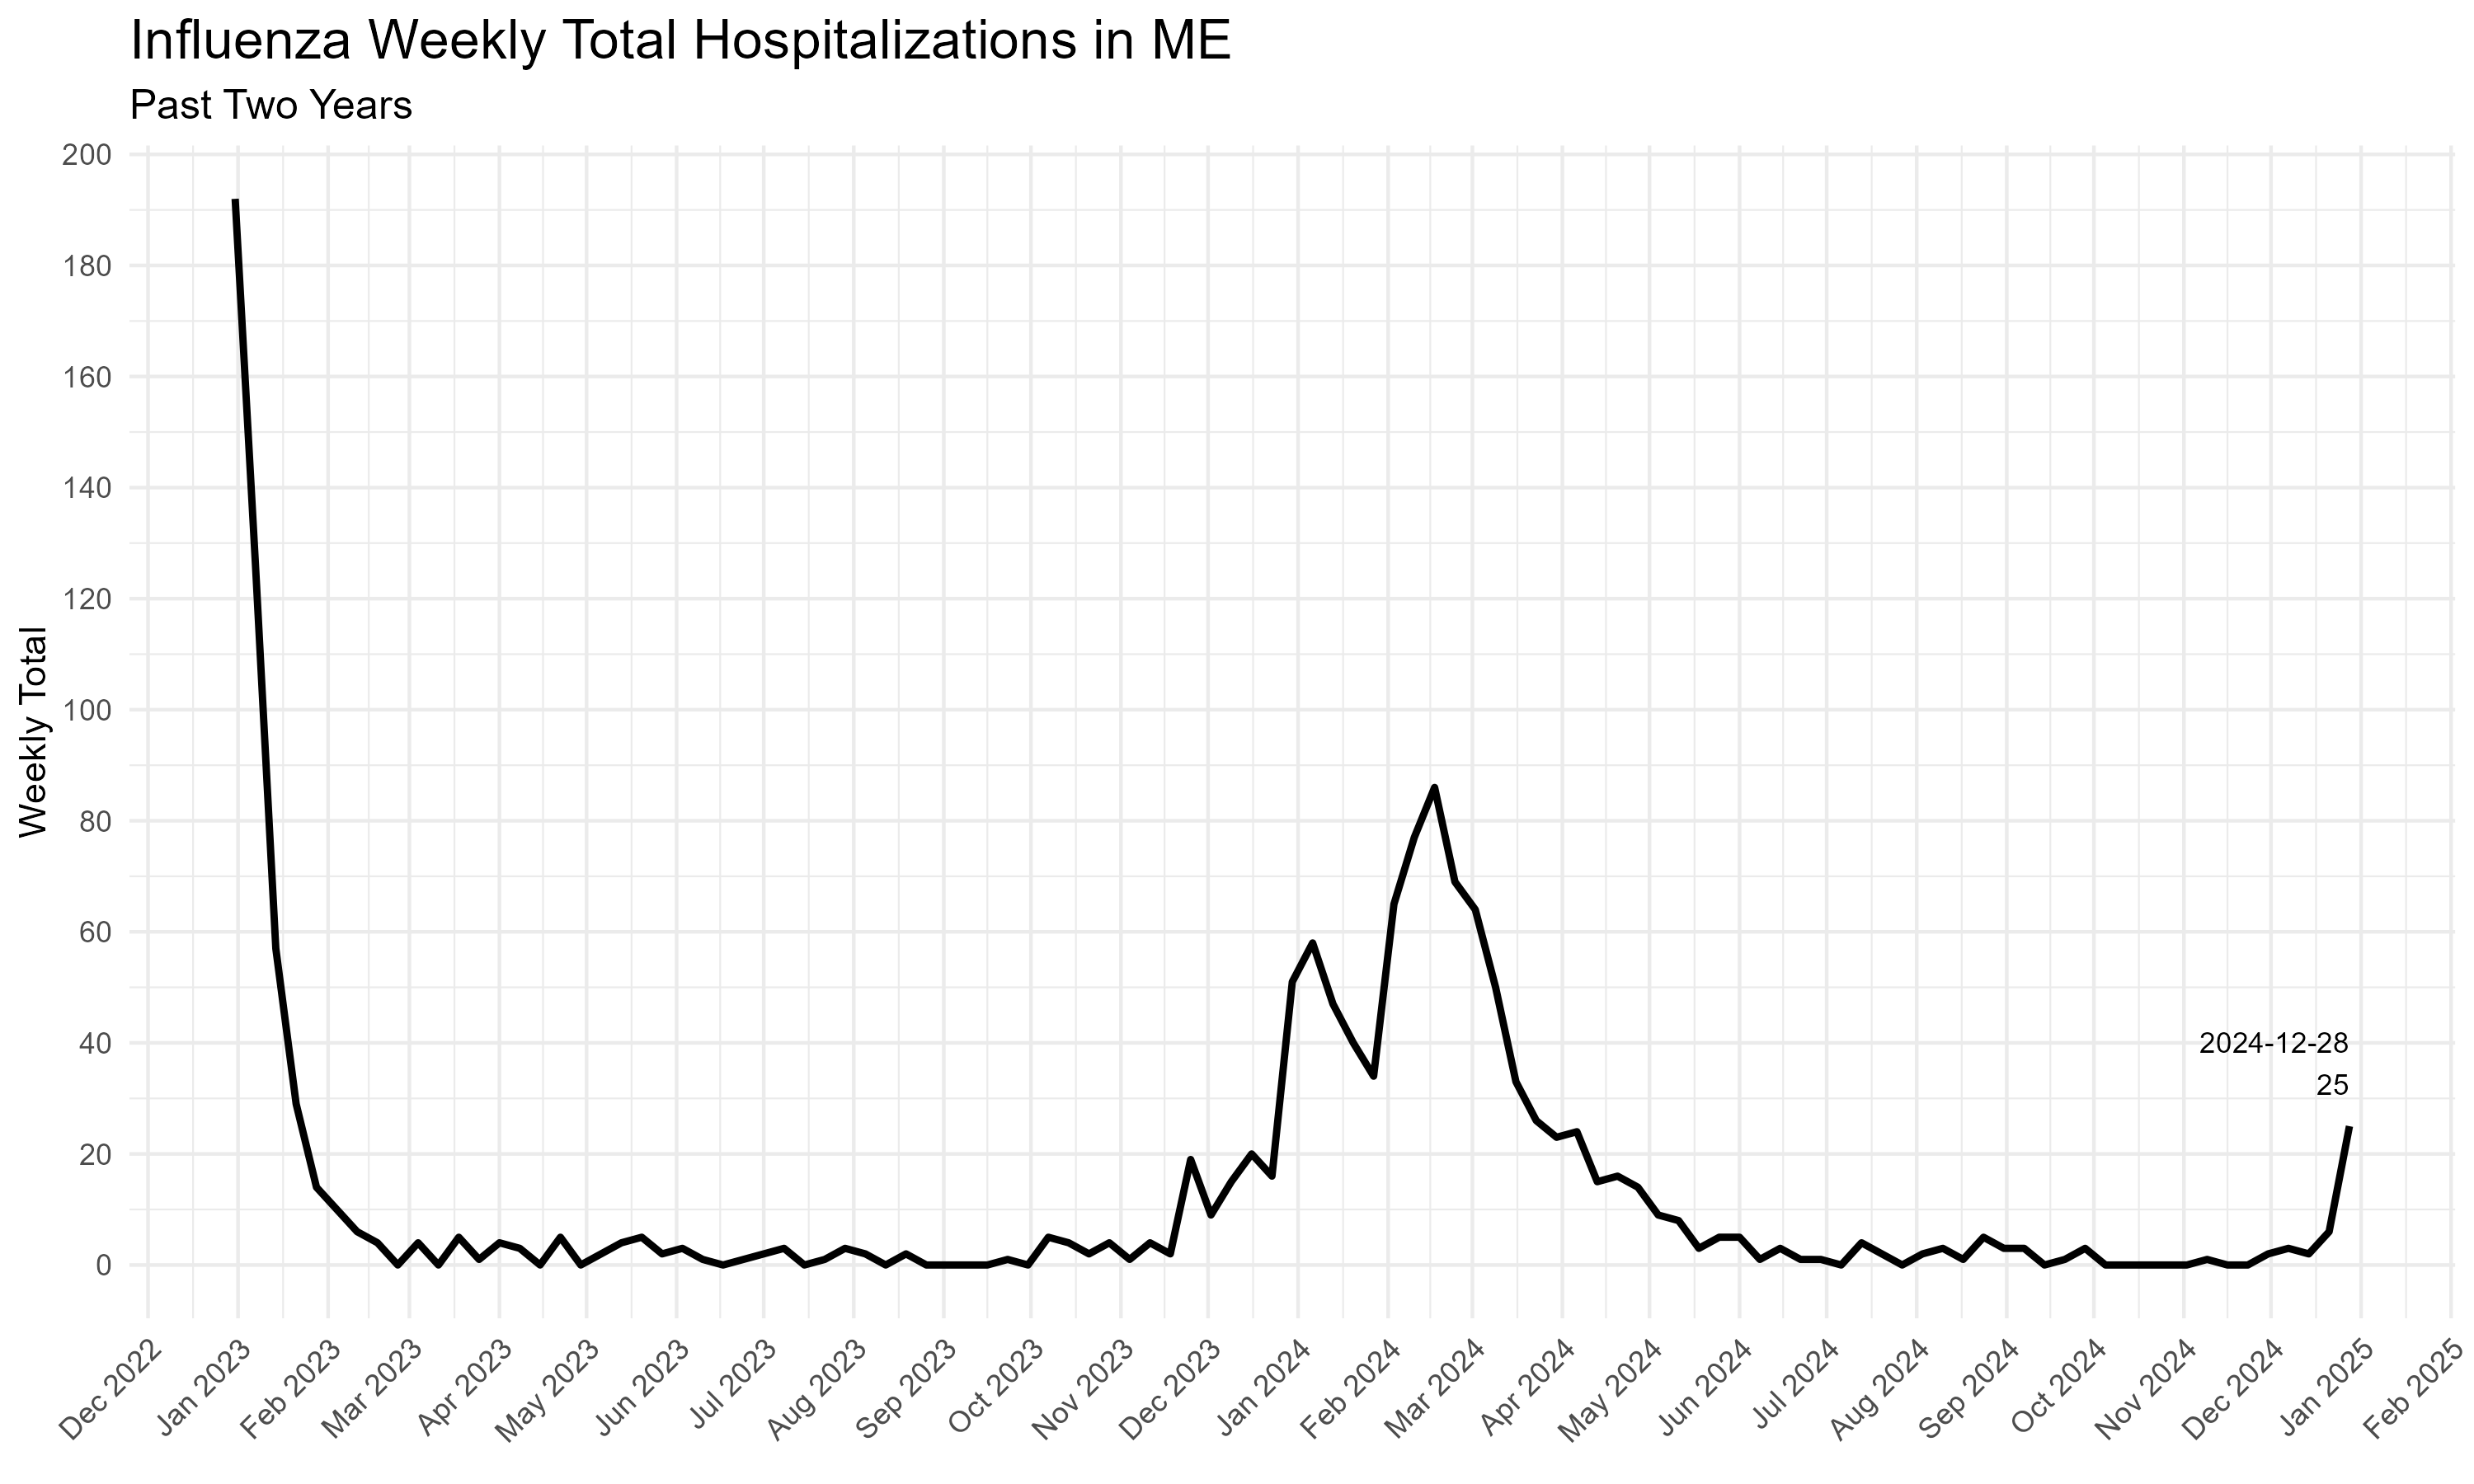 Influenza Weekly Total Hospitalizations in ME
Past Two Years
Weekly Total
200
180
160
140
120
100
80
60
40
20
0
2024-12-28
25
Dec 2022
Jan 2023
Feb 2023
Mar 2023
Apr 2023
May 2023
Jun 2023
Jul 2023
Aug 2023
Sep 2023
Oct 2023
Nov 2023
Dec 2023
Jan 2024
Feb 2024
Mar 2024
Apr 2024
May 2024
Jun 2024
Jul 2024
Aug 2024
Sep 2024
Oct 2024
Nov 2024
Dec 2024
Jan 2025
Feb 2025